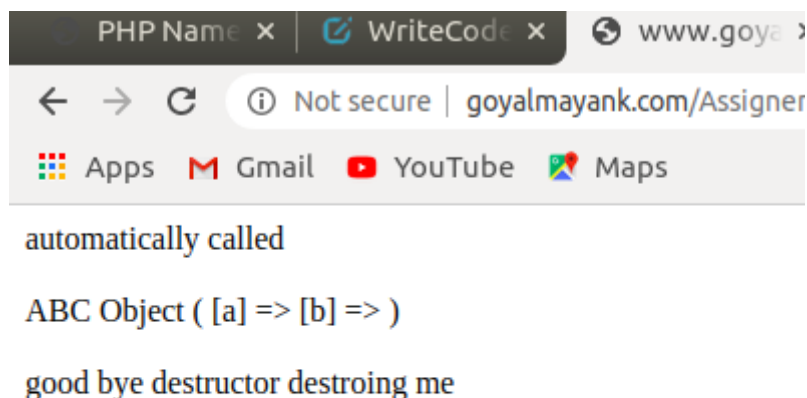 PHP Name WriteCode www.goya
Not secure | goyalmayank.com/Assigner
Apps Gmail YouTube Maps
automatically called
ABC Object ( [a] => [b] => )
good bye destructor destroing me